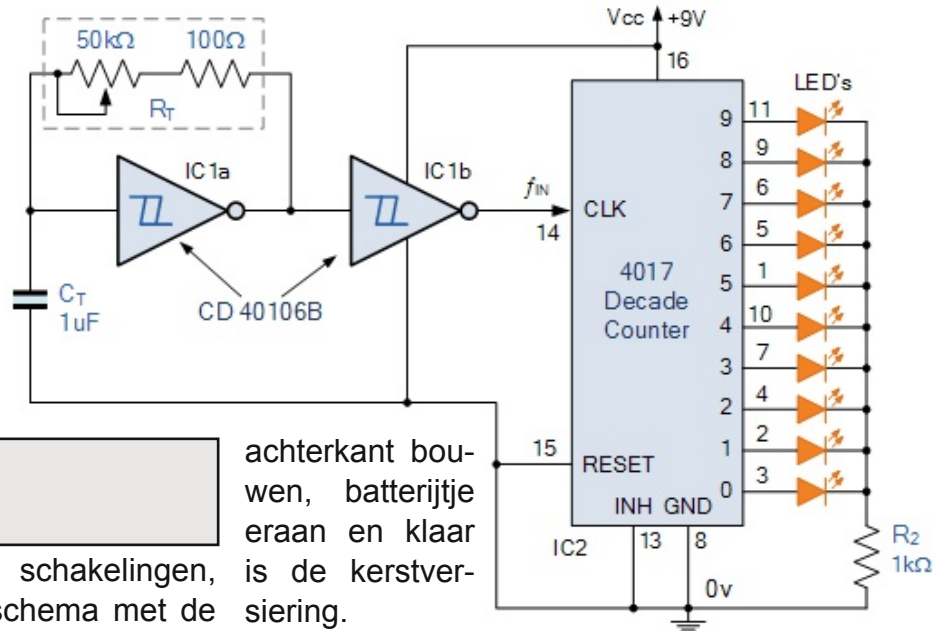 Vcc +9V
50kΩ 100Ω
16
RT
LED's
IC1a
IC1b
fIN
CLK
14
4017
Decade
Counter
CT
1uF
CD 40106B
9 11
8 9
7 6
6 5
5 1
4 10
3 7
2 4
1 2
0 3
15 RESET
INH GND
IC2 13 8
0v
R2
1kΩ
schakelingen,
schema met de
achterkant bou-
wen, batterijtje
eraan en klaar
is de kerstver-
siering.